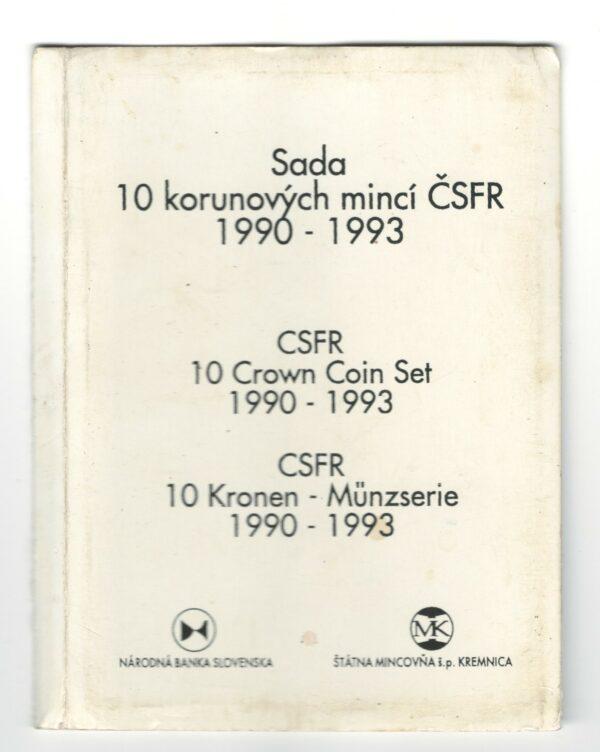 Sada
10 korunových mincí ČSFR
1990 - 1993
CSFR
10 Crown Coin Set
1990 - 1993
CSFR
10 Kronen - Münzserie
1990 - 1993
MK
NÁRODNÁ BANKA SLOVENSKA
ŠTÁTNA MINCOVŇA š.p. KREMNICA